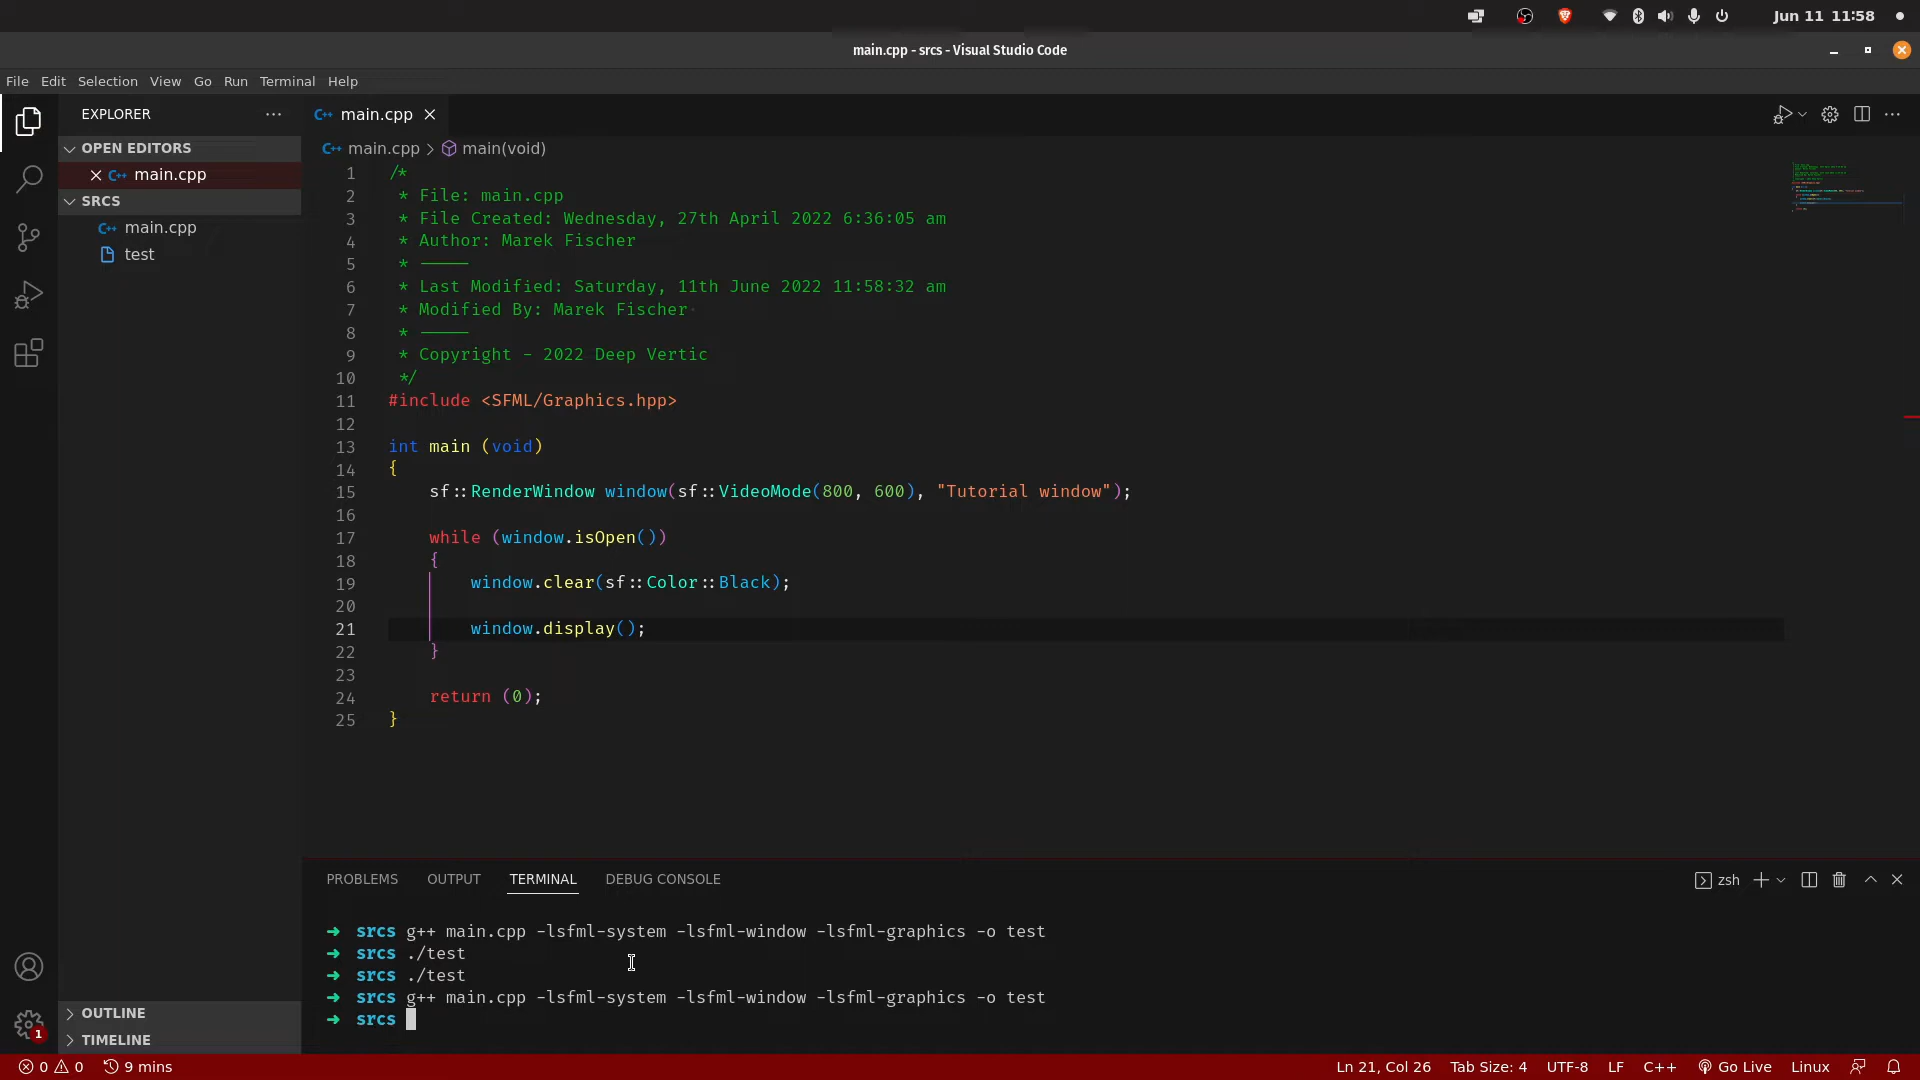 Jun 11 11:58
main.cpp - srcs - Visual Studio Code
File Edit Selection View Go Run Terminal Help
EXPLORER
OPEN EDITORS
main.cpp
SRCS
main.cpp
test
OUTLINE
TIMELINE
1
main.cpp
main.cpp > main(void)
1 /*
2  * File: main.cpp
3  * File Created: Wednesday, 27th April 2022 6:36:05 am
4  * Author: Marek Fischer
5  * -----
6  * Last Modified: Saturday, 11th June 2022 11:58:32 am
7  * Modified By: Marek Fischer
8  * -----
9  * Copyright - 2022 Deep Vertic
10  */
11 #include <SFML/Graphics.hpp>
12
13 int main (void)
14 {
15     sf::RenderWindow window(sf::VideoMode(800, 600), "Tutorial window");
16
17     while (window.isOpen())
18     {
19         window.clear(sf::Color::Black);
20
21         window.display();
22     }
23
24     return (0);
25 }
PROBLEMS OUTPUT TERMINAL DEBUG CONSOLE
zsh
➜ srcs g++ main.cpp -lsfml-system -lsfml-window -lsfml-graphics -o test
➜ srcs ./test
➜ srcs ./test
➜ srcs g++ main.cpp -lsfml-system -lsfml-window -lsfml-graphics -o test
➜ srcs
0 0 9 mins Ln 21, Col 26 Tab Size: 4 UTF-8 LF C++ Go Live Linux